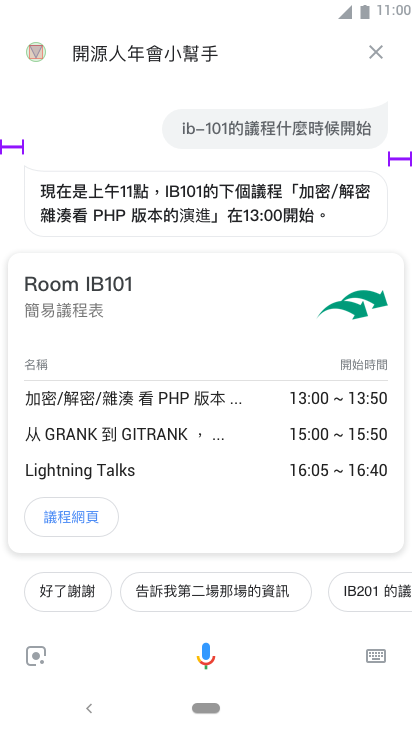 11:00
開源人年會小幫手
ib-101的議程什麼時候開始
現在是上午11點，IB101的下個議程「加密/解密
雜湊看 PHP 版本的演進」在13:00開始。
Room IB101
簡易議程表
名稱 開始時間
加密/解密/雜湊 看 PHP 版本 ... 13:00 ~ 13:50
从 GRANK 到 GITRANK ， ... 15:00 ~ 15:50
Lightning Talks 16:05 ~ 16:40
議程網頁
好了謝謝 告訴我第二場那場的資訊 IB201 的議